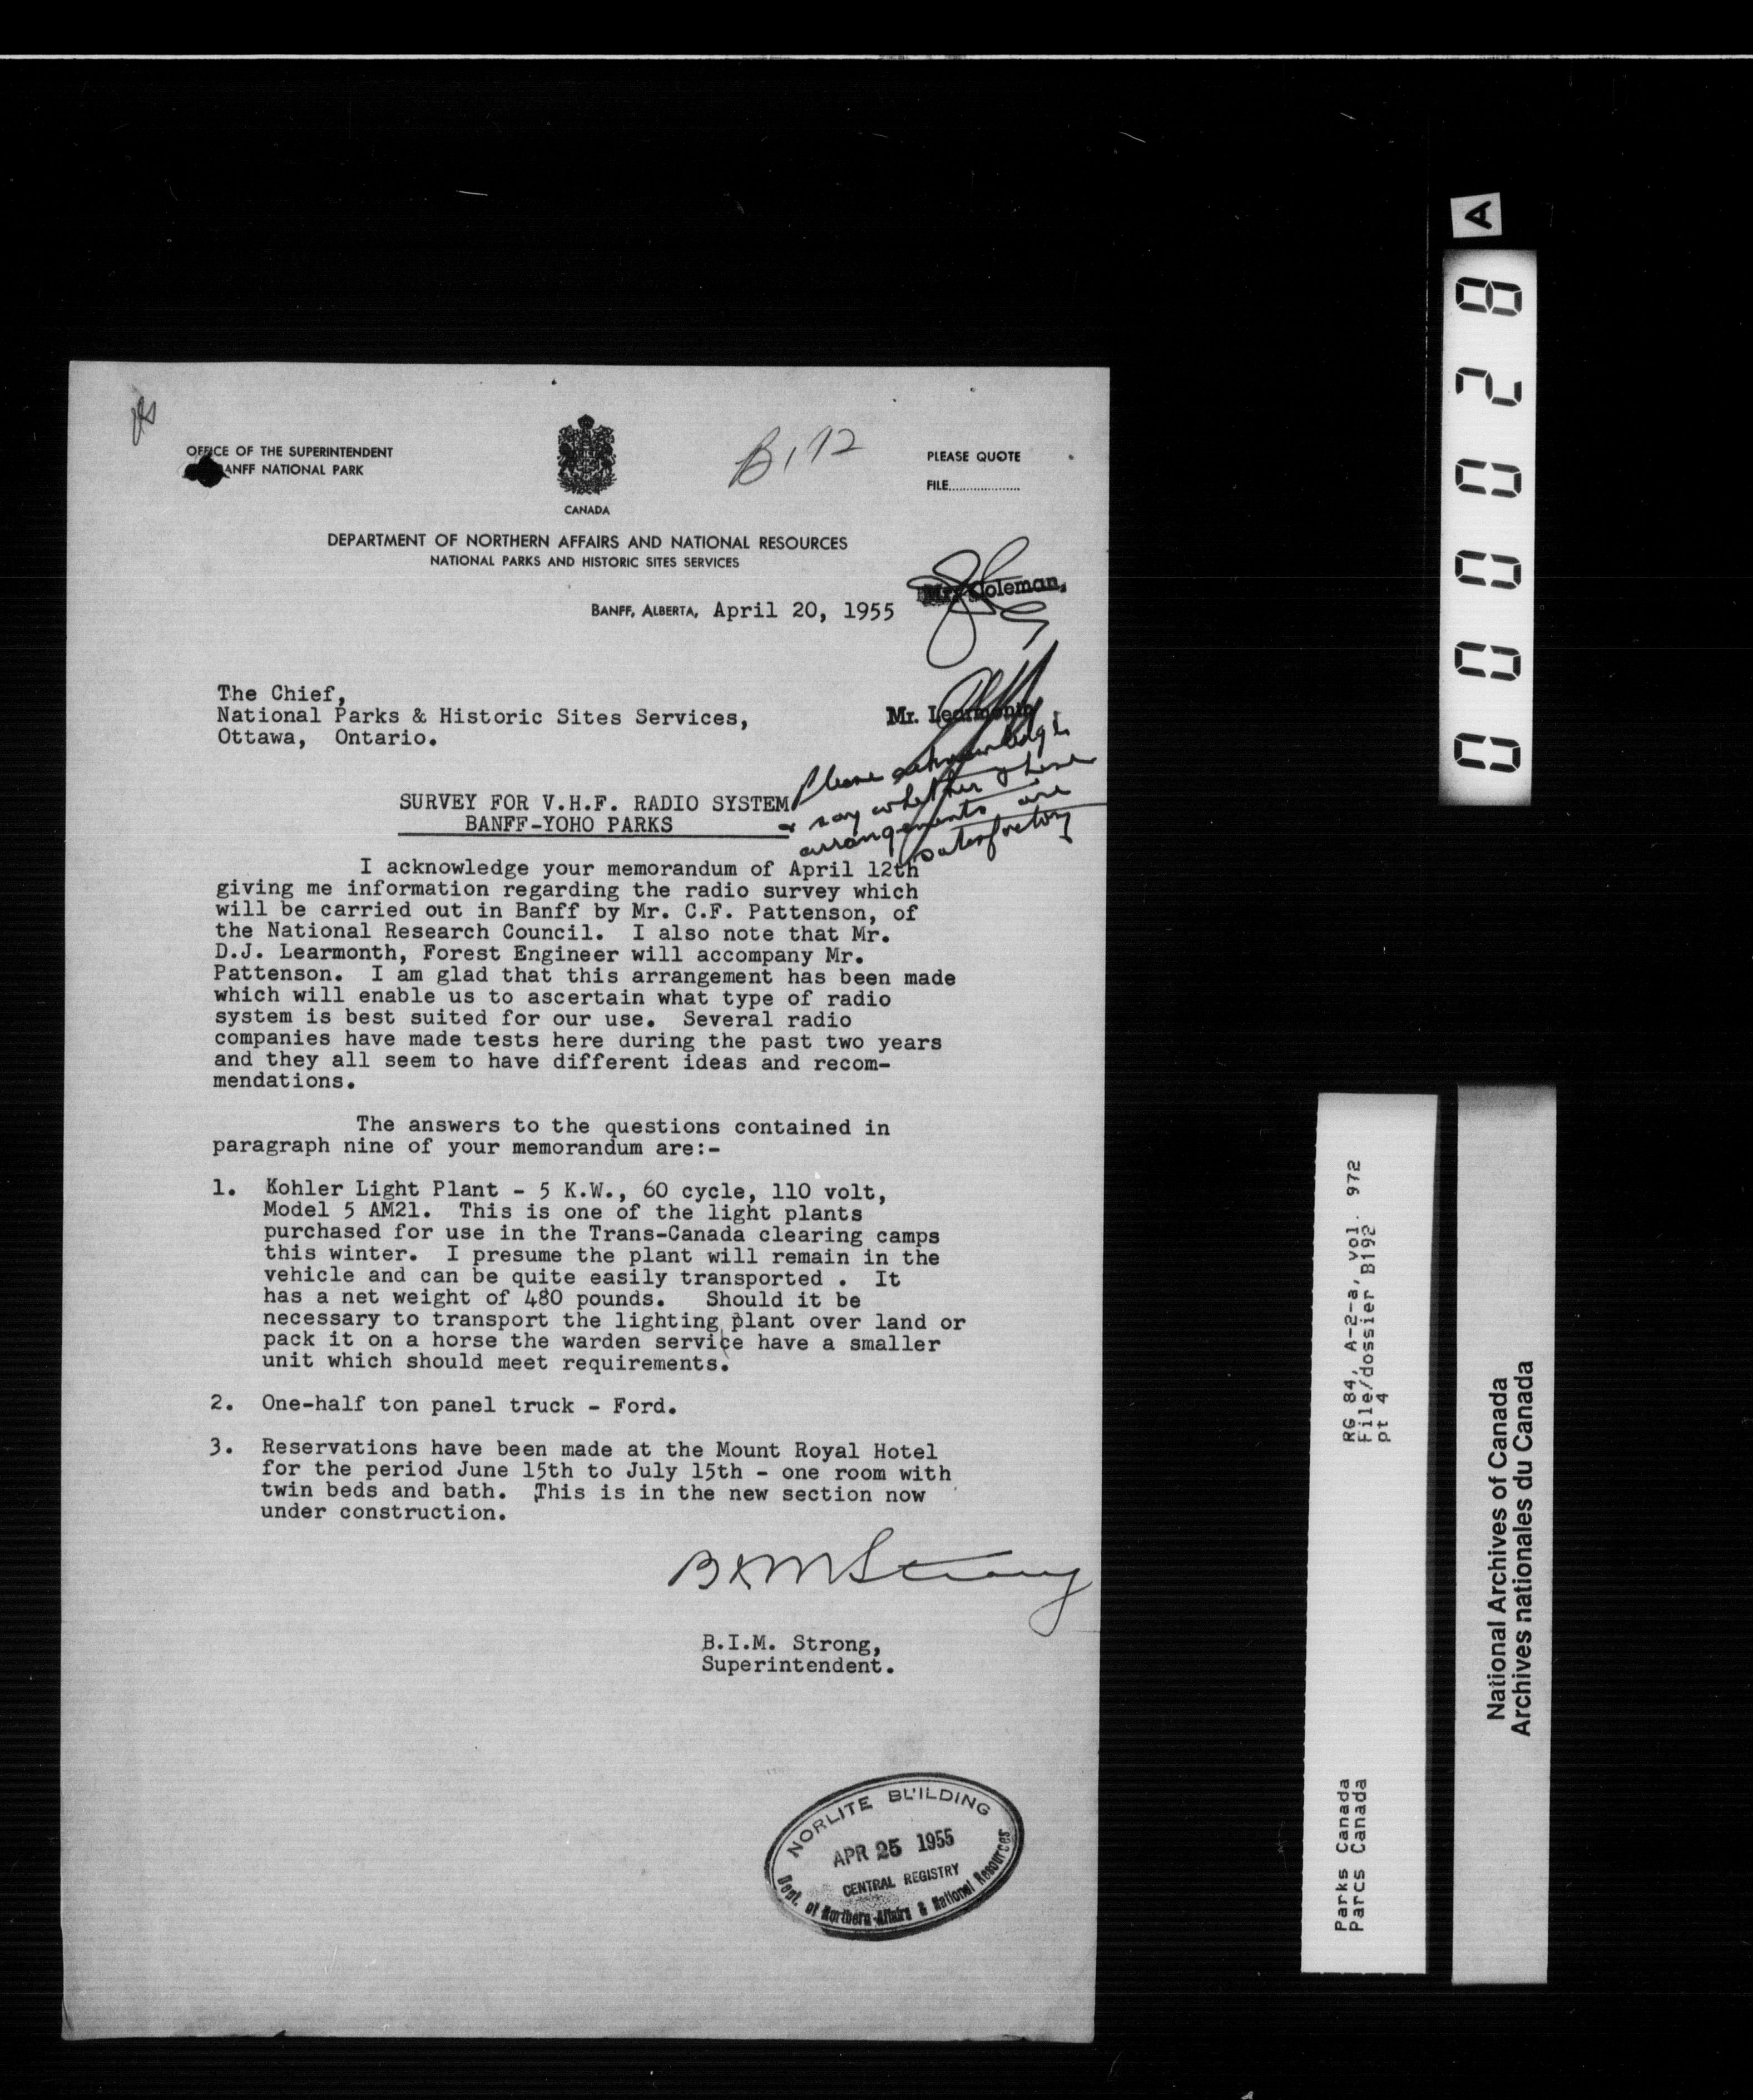 OFFICE OF THE SUPERINTENDENT
BANFF NATIONAL PARK
CANADA
B192
PLEASE QUOTE
FILE....................
DEPARTMENT OF NORTHERN AFFAIRS AND NATIONAL RESOURCES
NATIONAL PARKS AND HISTORIC SITES SERVICES
BANFF, ALBERTA, April 20, 1955
Mr. Coleman,
The Chief,
National Parks & Historic Sites Services,
Ottawa, Ontario.
Mr. Learmonth
Please acknowledge
& say whether these
arrangements are
satisfactory
SURVEY FOR V.H.F. RADIO SYSTEM
BANFF-YOHO PARKS
I acknowledge your memorandum of April 12th
giving me information regarding the radio survey which
will be carried out in Banff by Mr. C.F. Pattenson, of
the National Research Council. I also note that Mr.
D.J. Learmonth, Forest Engineer will accompany Mr.
Pattenson. I am glad that this arrangement has been made
which will enable us to ascertain what type of radio
system is best suited for our use. Several radio
companies have made tests here during the past two years
and they all seem to have different ideas and recom-
mendations.
The answers to the questions contained in
paragraph nine of your memorandum are:-
1. Kohler Light Plant - 5 K.W., 60 cycle, 110 volt,
Model 5 AM21. This is one of the light plants
purchased for use in the Trans-Canada clearing camps
this winter. I presume the plant will remain in the
vehicle and can be quite easily transported . It
has a net weight of 480 pounds. Should it be
necessary to transport the lighting plant over land or
pack it on a horse the warden service have a smaller
unit which should meet requirements.
2. One-half ton panel truck - Ford.
3. Reservations have been made at the Mount Royal Hotel
for the period June 15th to July 15th - one room with
twin beds and bath. This is in the new section now
under construction.
BIMStrong
B.I.M. Strong,
Superintendent.
NORLITE BUILDING
APR 25 1955
CENTRAL REGISTRY
Dept. of Northern Affairs & National Resources
A
000028
RG 84, A-2-a, vol. 972
File/dossier B192
pt 4
Parks Canada
Parcs Canada
National Archives of Canada
Archives nationales du Canada